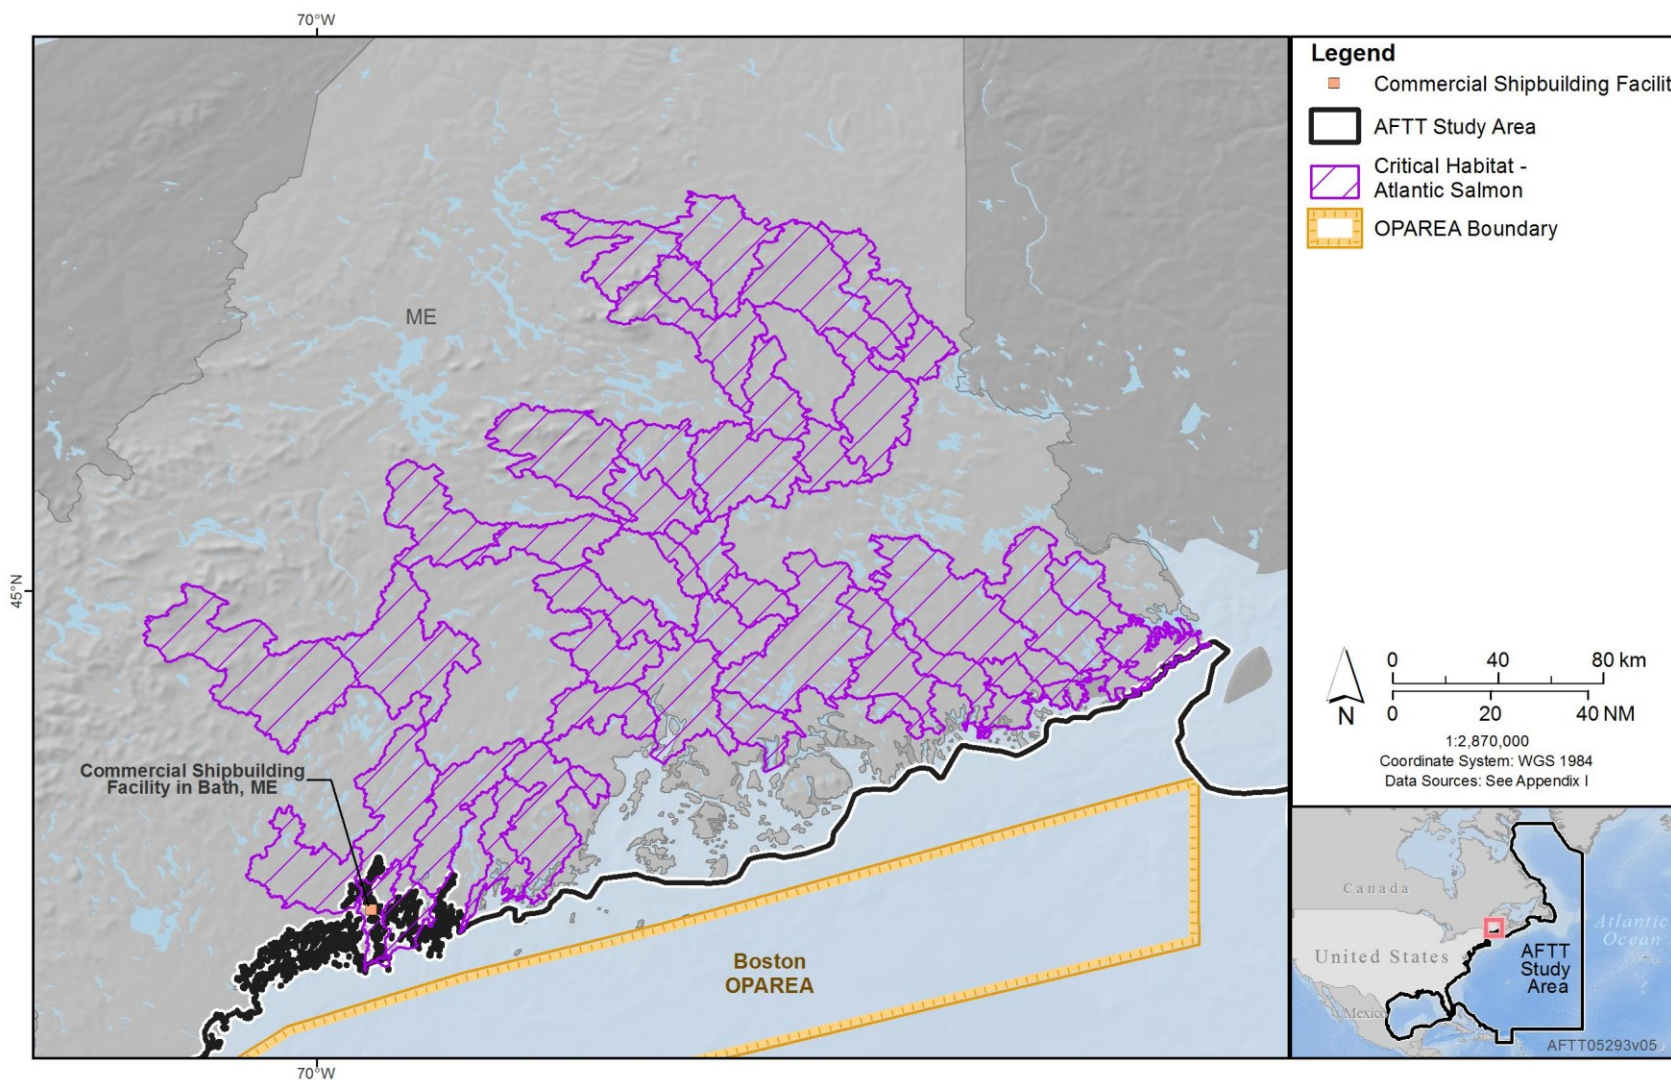 70°W
Legend
Commercial Shipbuilding Facilit
AFTT Study Area
Critical Habitat -
Atlantic Salmon
OPAREA Boundary
ME
45°N
Commercial Shipbuilding
Facility in Bath, ME
Boston
OPAREA
70°W
0 40 80 km
0 20 40 NM
N
1:2,870,000
Coordinate System: WGS 1984
Data Sources: See Appendix I
Canada
United States
Mexico
Atlantic
Ocean
AFTT
Study
Area
AFTT05293v05